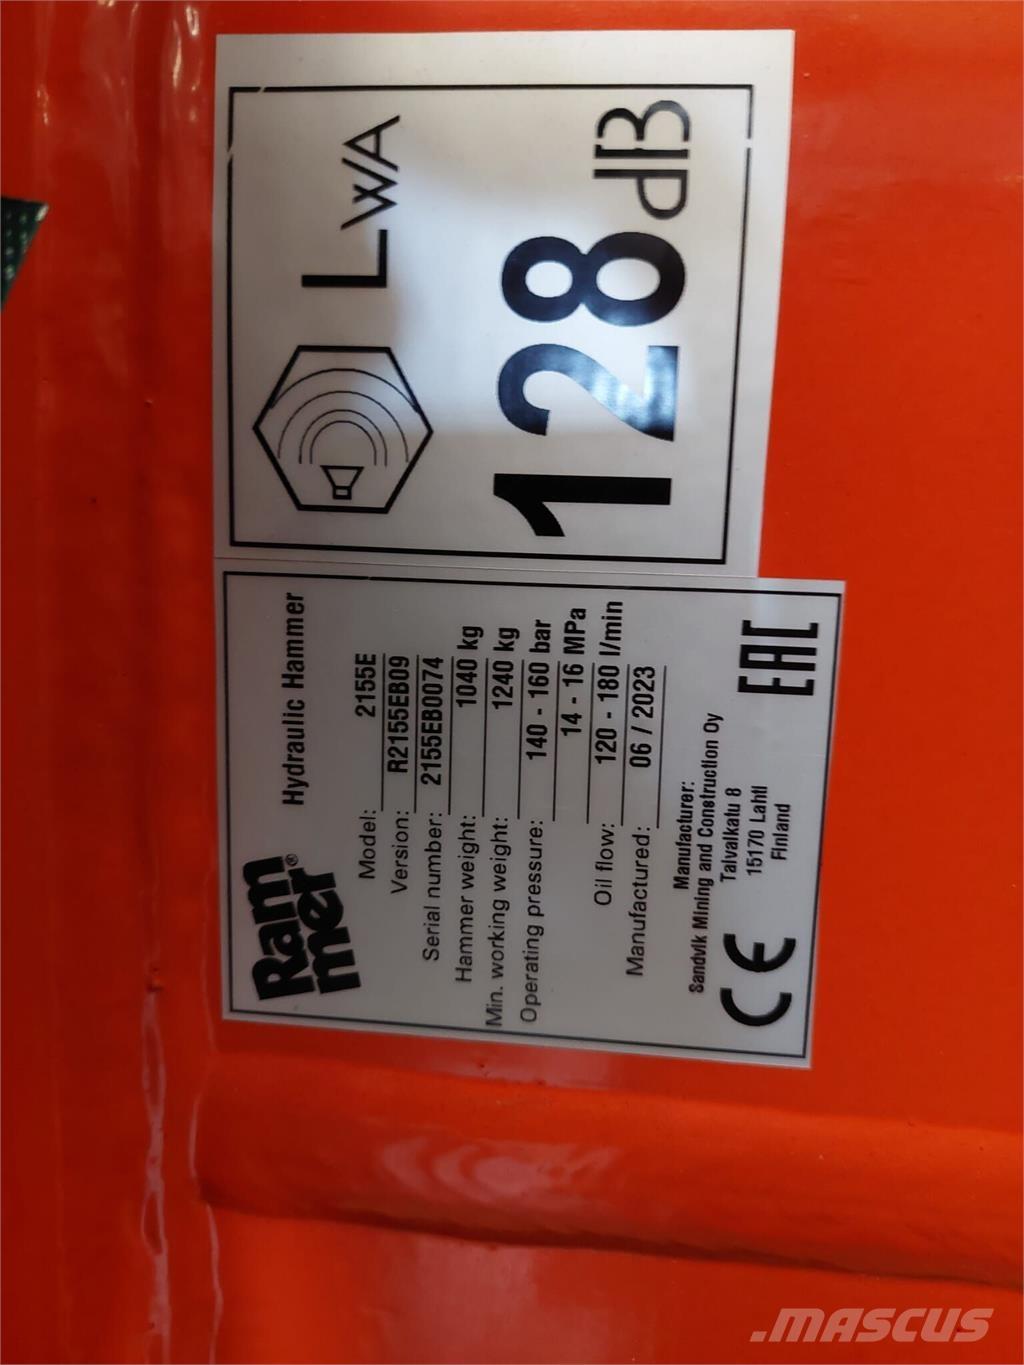 Ram
mer®
Hydraulic Hammer
Model: 2155E
Version: R2155EB09
Serial number: 2155EB0074
Hammer weight: 1040 kg
Min. working weight: 1240 kg
Operating pressure: 140 - 160 bar
14 - 16 MPa
Oil flow: 120 - 180 l/min
Manufactured: 06 / 2023
Manufacturer:
Sandvik Mining and Construction Oy
Taivalkatu 8
15170 Lahti
Finland
CE
EAC
LWA
128 dB
.MASCUS